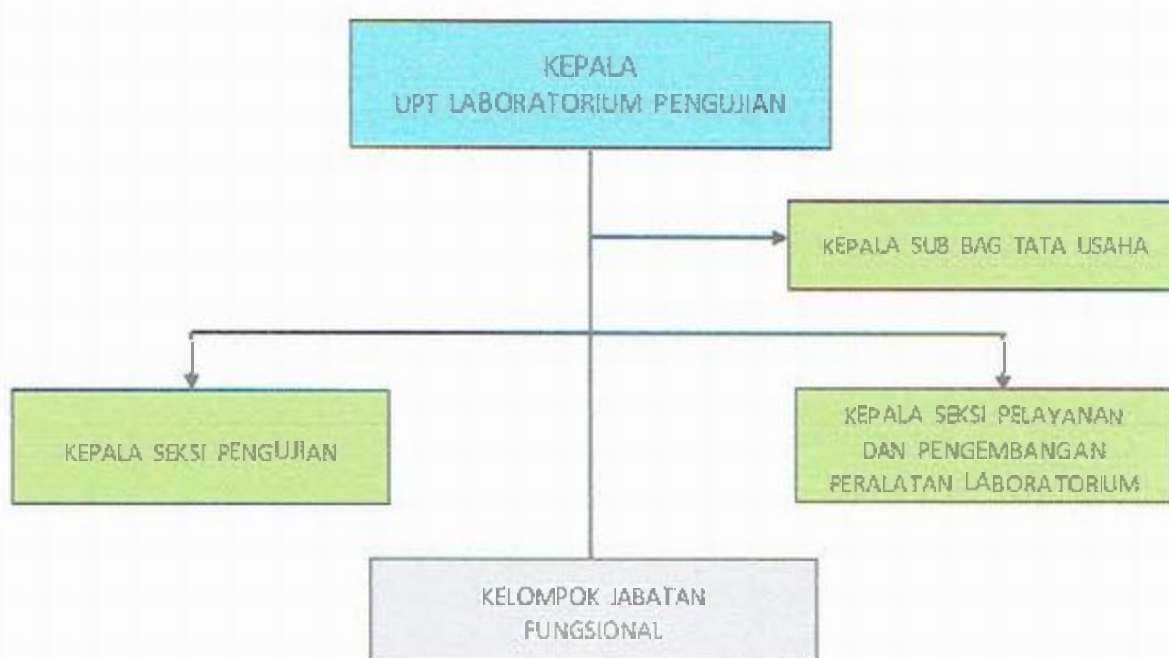 KEPALA
UPT LABORATORIUM PENGUJIAN
KEPALA SUB BAG TATA USAHA
KEPALA SEKSI PENGUJIAN
KEPALA SEKSI PELAYANAN
DAN PENGEMBANGAN
PERALATAN LABORATORIUM
KELOMPOK JABATAN
FUNGSIONAL